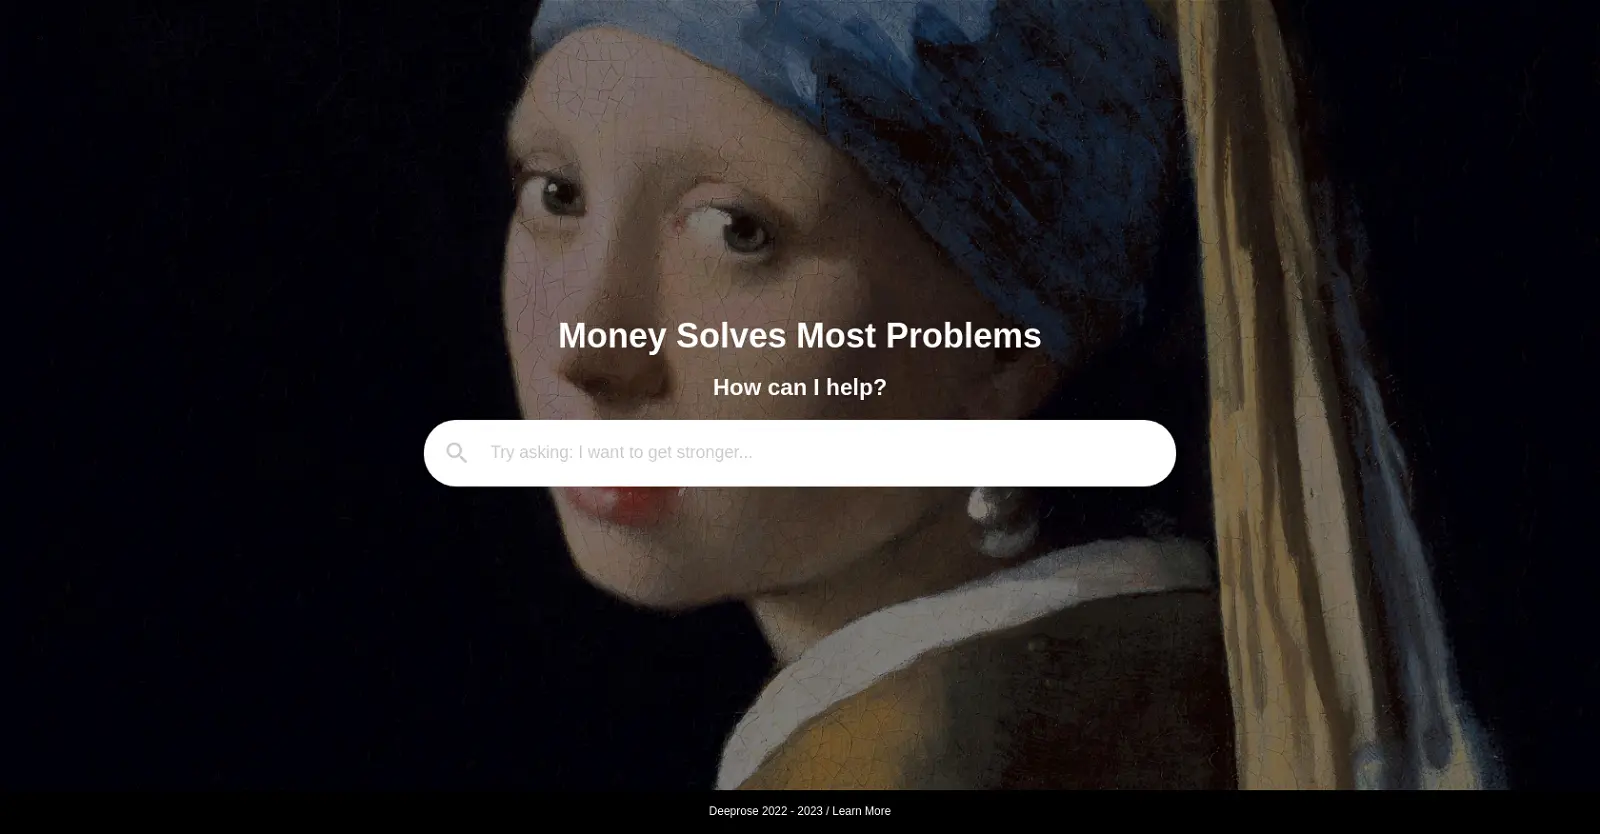 Money Solves Most Problems
How can I help?
Try asking: I want to get stronger...
Deeprose 2022 - 2023 / Learn More